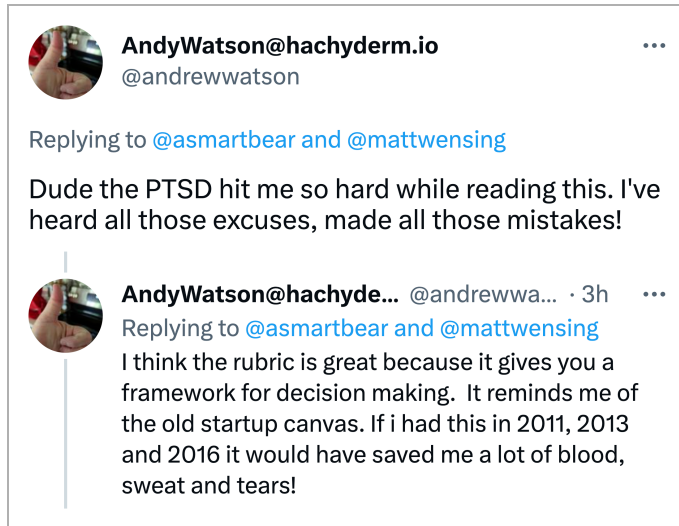 AndyWatson@hachyderm.io
@andrewwatson
Replying to @asmartbear and @mattwensing
Dude the PTSD hit me so hard while reading this. I've
heard all those excuses, made all those mistakes!
AndyWatson@hachyde... @andrewwa... · 3h
Replying to @asmartbear and @mattwensing
I think the rubric is great because it gives you a
framework for decision making.  It reminds me of
the old startup canvas. If i had this in 2011, 2013
and 2016 it would have saved me a lot of blood,
sweat and tears!